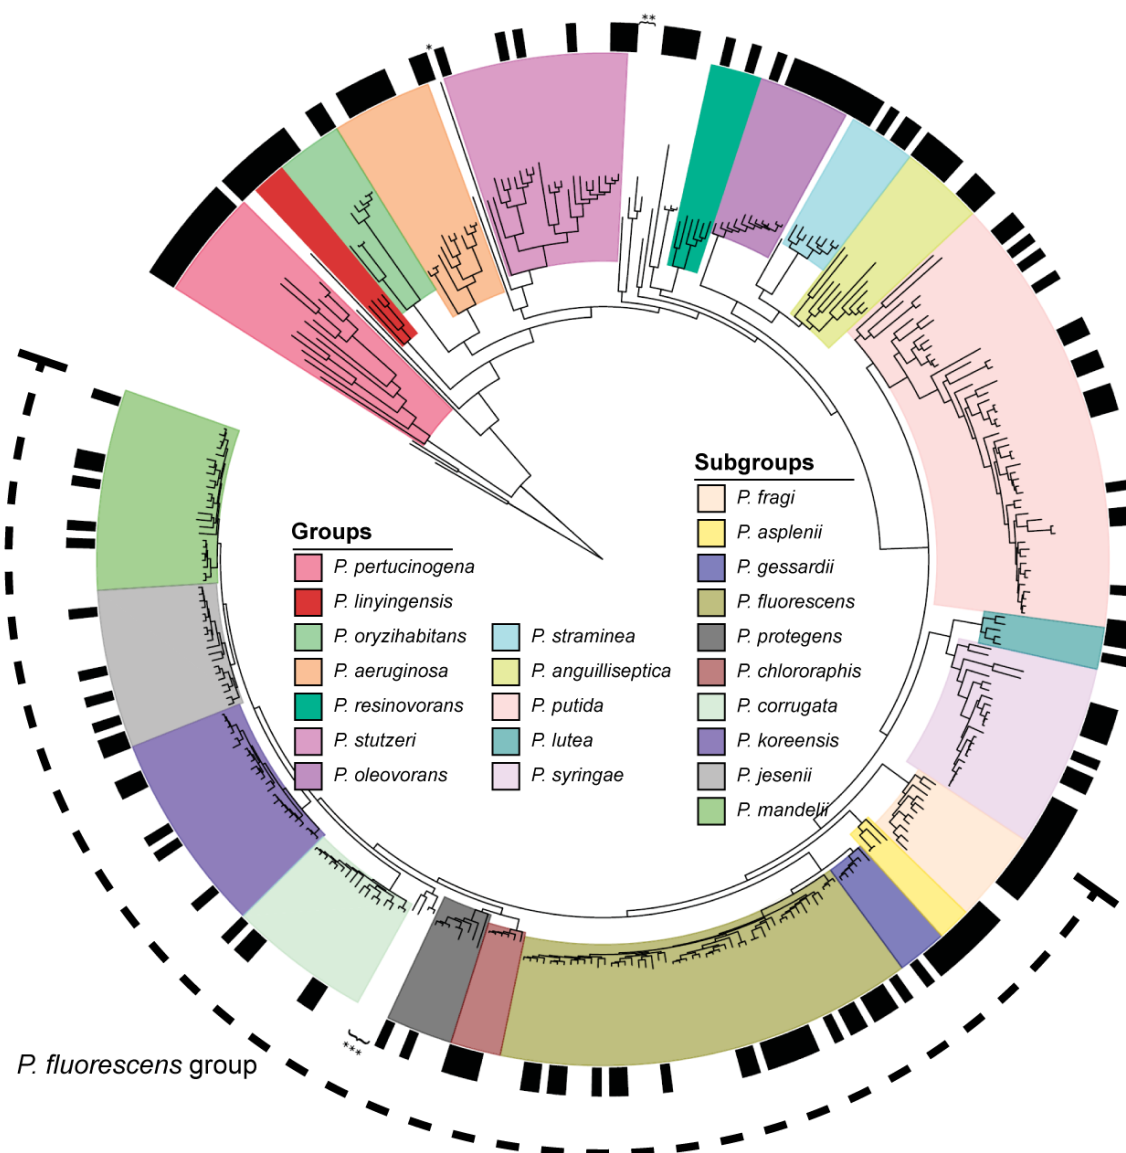 *
**
Subgroups
P. fragi
P. asplenii
P. gessardii
P. fluorescens
P. protegens
P. chlororaphis
P. corrugata
P. koreensis
P. jesenii
P. mandelii
Groups
P. pertucinogena
P. linyingensis
P. oryzihabitans
P. aeruginosa
P. resinovorans
P. stutzeri
P. oleovorans
P. straminea
P. anguilliseptica
P. putida
P. lutea
P. syringae
***
P. fluorescens group